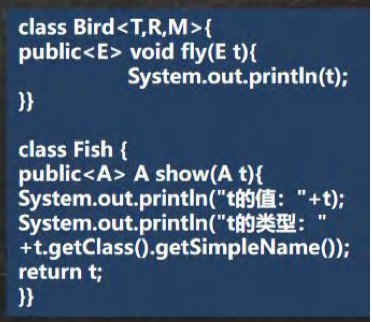 class Bird<T,R,M>{
public<E> void fly(E t){
System.out.println(t);
}}
class Fish {
public<A> A show(A t){
System.out.println("t的值："+t);
System.out.println("t的类型："
+t.getClass().getSimpleName());
return t;
}}